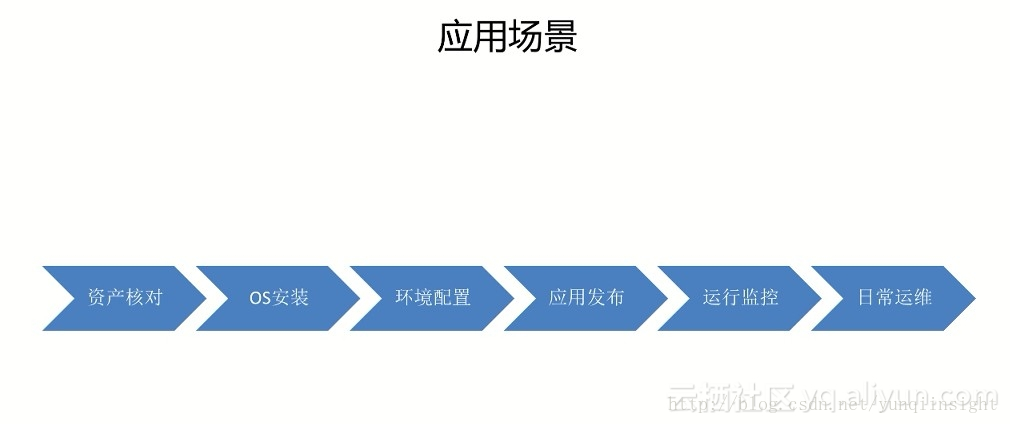 应用场景
资产核对
OS安装
环境配置
应用发布
运行监控
日常运维
云栖社区 yq.aliyun.com
http://blog.csdn.net/yunqiinsight